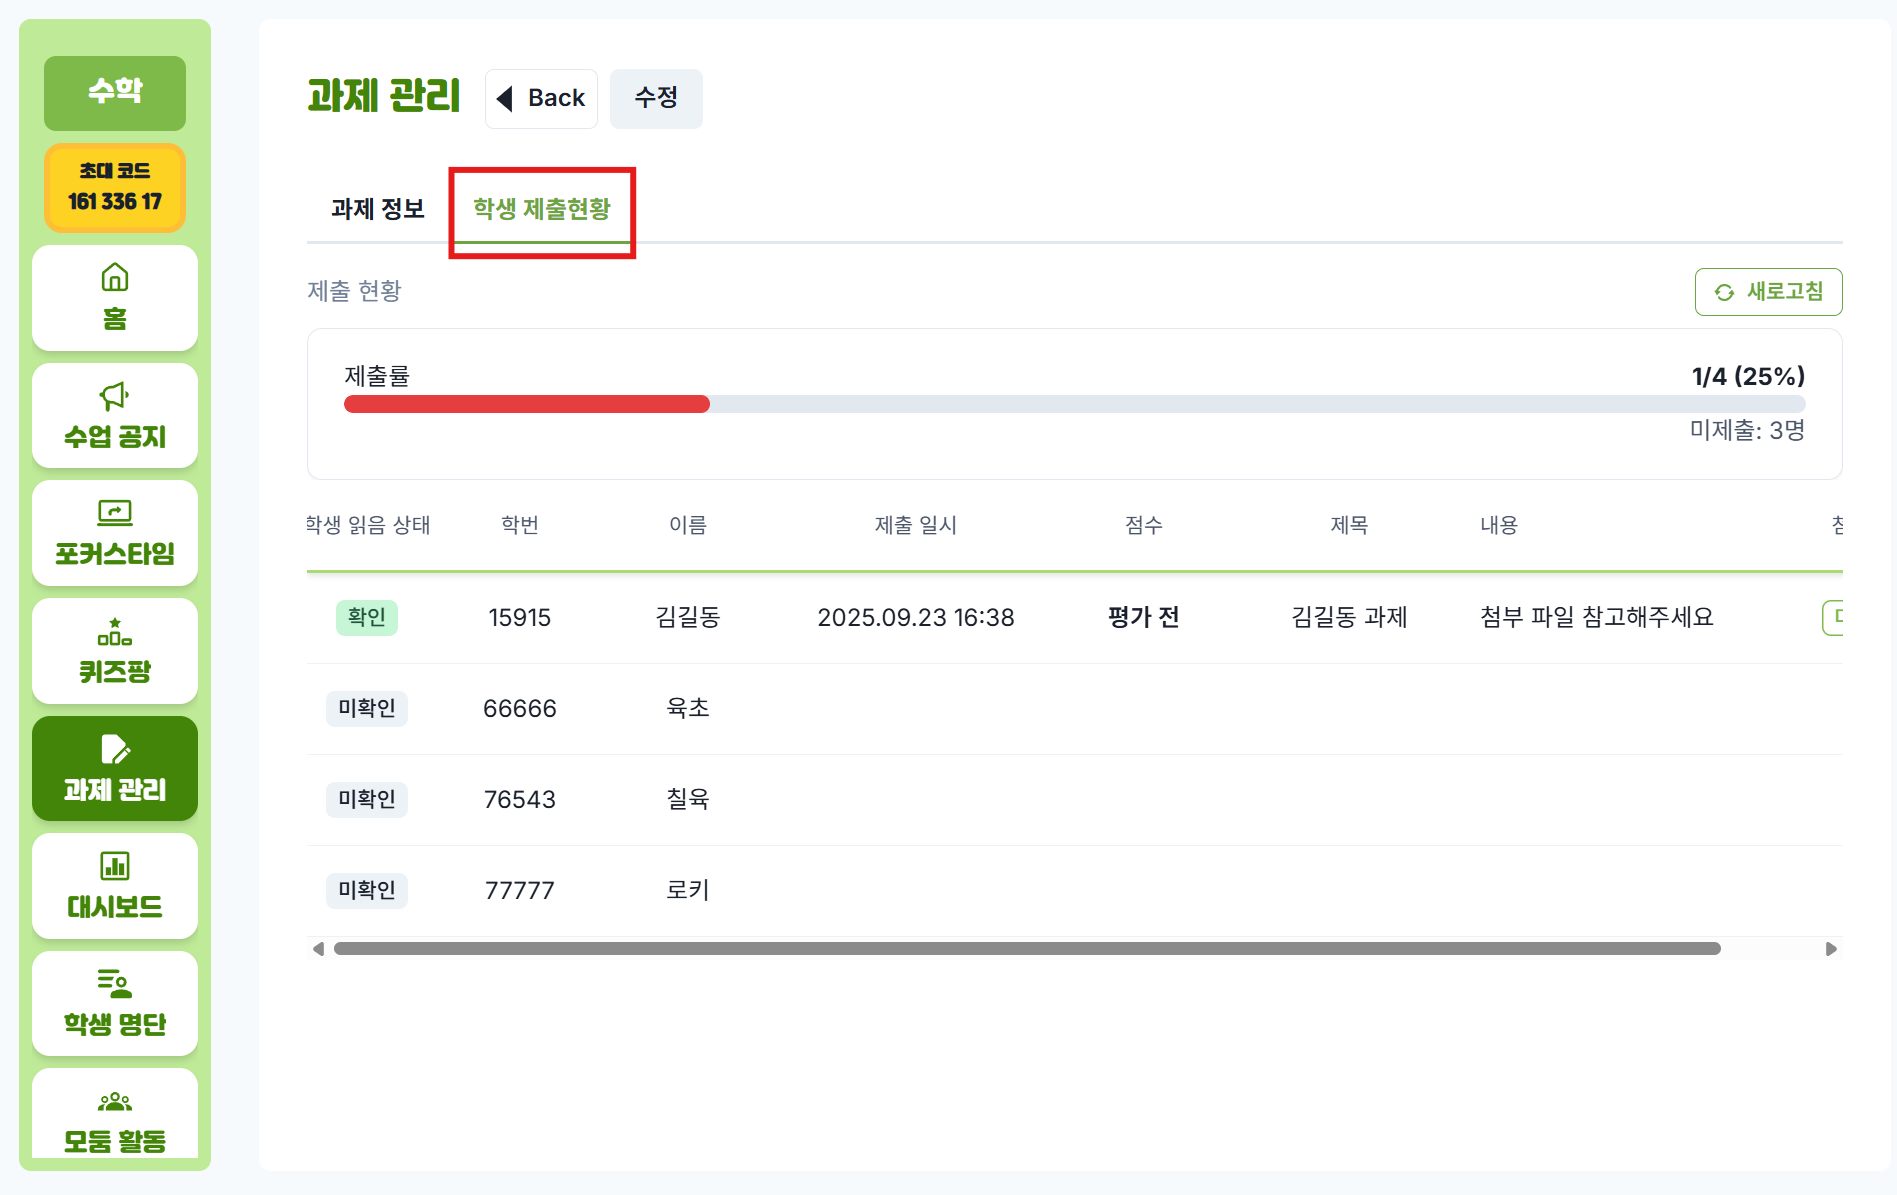 수학
초대 코드
161 336 17
홈
수업 공지
포커스타임
퀴즈팡
과제 관리
대시보드
학생 명단
모둠 활동
과제 관리
Back
수정
과제 정보
학생 제출현황
제출 현황
새로고침
제출률
1/4 (25%)
미제출: 3명
학생 읽음 상태 학번 이름 제출 일시 점수 제목 내용
확인 15915 김길동 2025.09.23 16:38 평가 전 김길동 과제 첨부 파일 참고해주세요
미확인 66666 육초
미확인 76543 칠육
미확인 77777 로키